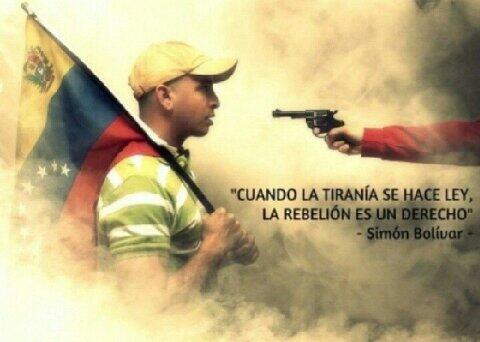 "CUANDO LA TIRANÍA SE HACE LEY,
LA REBELIÓN ES UN DERECHO"
- Simón Bolívar -